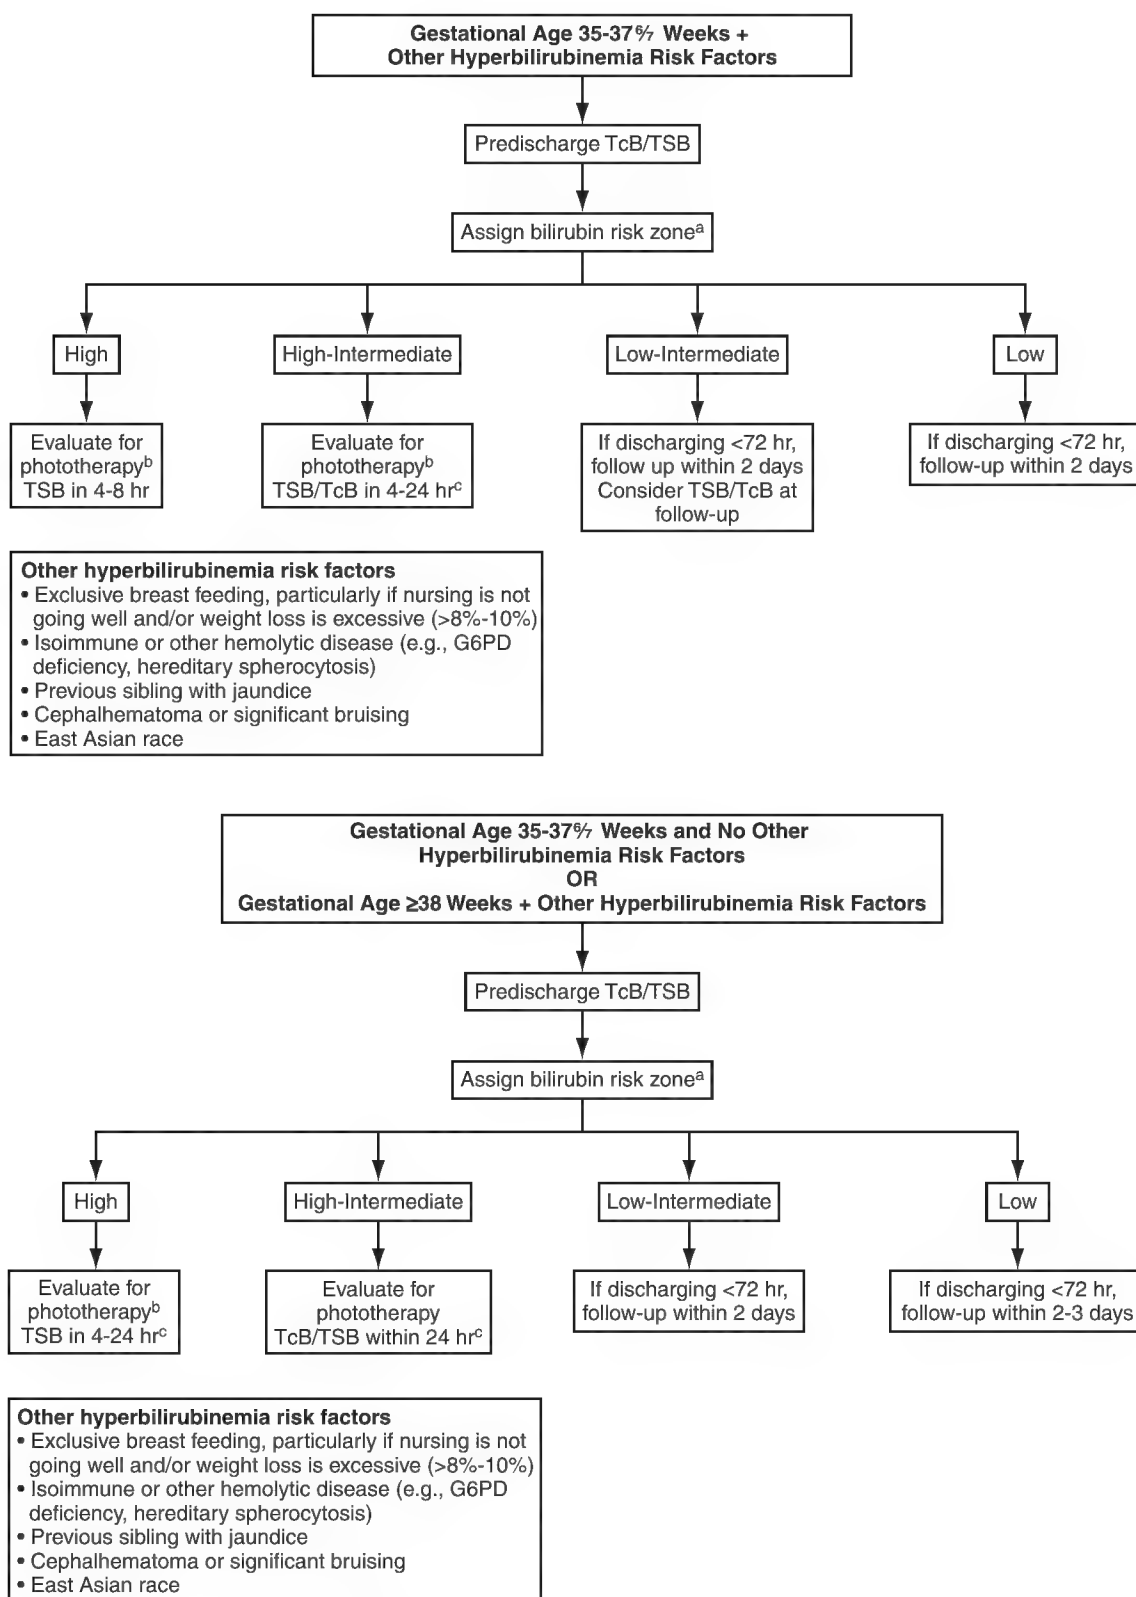 Gestational Age 35-37⁶⁄₇ Weeks +
Other Hyperbilirubinemia Risk Factors
Predischarge TcB/TSB
Assign bilirubin risk zoneᵃ
High
High-Intermediate
Low-Intermediate
Low
Evaluate for
phototherapyᵇ
TSB in 4-8 hr
Evaluate for
phototherapyᵇ
TSB/TcB in 4-24 hrᶜ
If discharging <72 hr,
follow up within 2 days
Consider TSB/TcB at
follow-up
If discharging <72 hr,
follow-up within 2 days
Other hyperbilirubinemia risk factors
• Exclusive breast feeding, particularly if nursing is not
going well and/or weight loss is excessive (>8%-10%)
• Isoimmune or other hemolytic disease (e.g., G6PD
deficiency, hereditary spherocytosis)
• Previous sibling with jaundice
• Cephalhematoma or significant bruising
• East Asian race
Gestational Age 35-37⁶⁄₇ Weeks and No Other
Hyperbilirubinemia Risk Factors
OR
Gestational Age ≥38 Weeks + Other Hyperbilirubinemia Risk Factors
Predischarge TcB/TSB
Assign bilirubin risk zoneᵃ
High
High-Intermediate
Low-Intermediate
Low
Evaluate for
phototherapyᵇ
TSB in 4-24 hrᶜ
Evaluate for
phototherapy
TcB/TSB within 24 hrᶜ
If discharging <72 hr,
follow-up within 2 days
If discharging <72 hr,
follow-up within 2-3 days
Other hyperbilirubinemia risk factors
• Exclusive breast feeding, particularly if nursing is not
going well and/or weight loss is excessive (>8%-10%)
• Isoimmune or other hemolytic disease (e.g., G6PD
deficiency, hereditary spherocytosis)
• Previous sibling with jaundice
• Cephalhematoma or significant bruising
• East Asian race